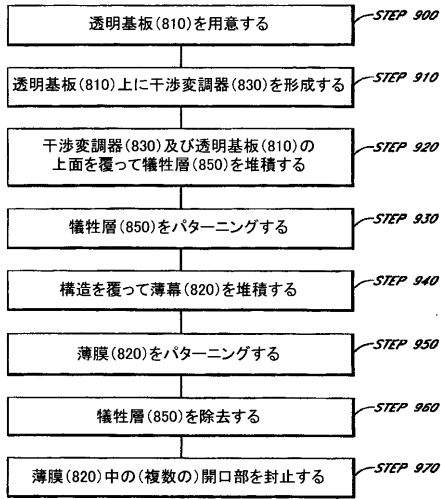 透明基板(810)を用意する
STEP 900
透明基板(810)上に干渉変調器(830)を形成する
STEP 910
干渉変調器(830)及び透明基板(810)の
上面を覆って犠牲層(850)を堆積する
STEP 920
犠牲層(850)をパターニングする
STEP 930
構造を覆って薄幕(820)を堆積する
STEP 940
薄膜(820)をパターニングする
STEP 950
犠牲層(850)を除去する
STEP 960
薄膜(820)中の(複数の)開口部を封止する
STEP 970